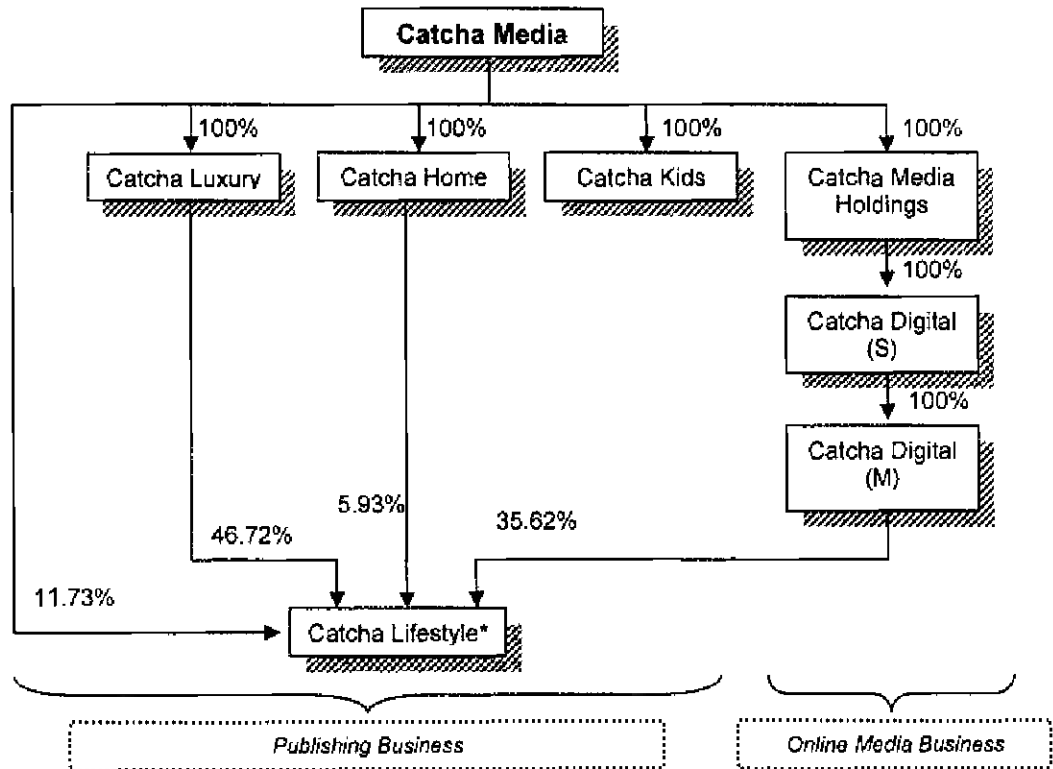 Catcha Media
100%
100%
100%
100%
Catcha Luxury
Catcha Home
Catcha Kids
Catcha Media
Holdings
100%
Catcha Digital
(S)
100%
Catcha Digital
(M)
5.93%
46.72%
35.62%
11.73%
Catcha Lifestyle*
Publishing Business
Online Media Business